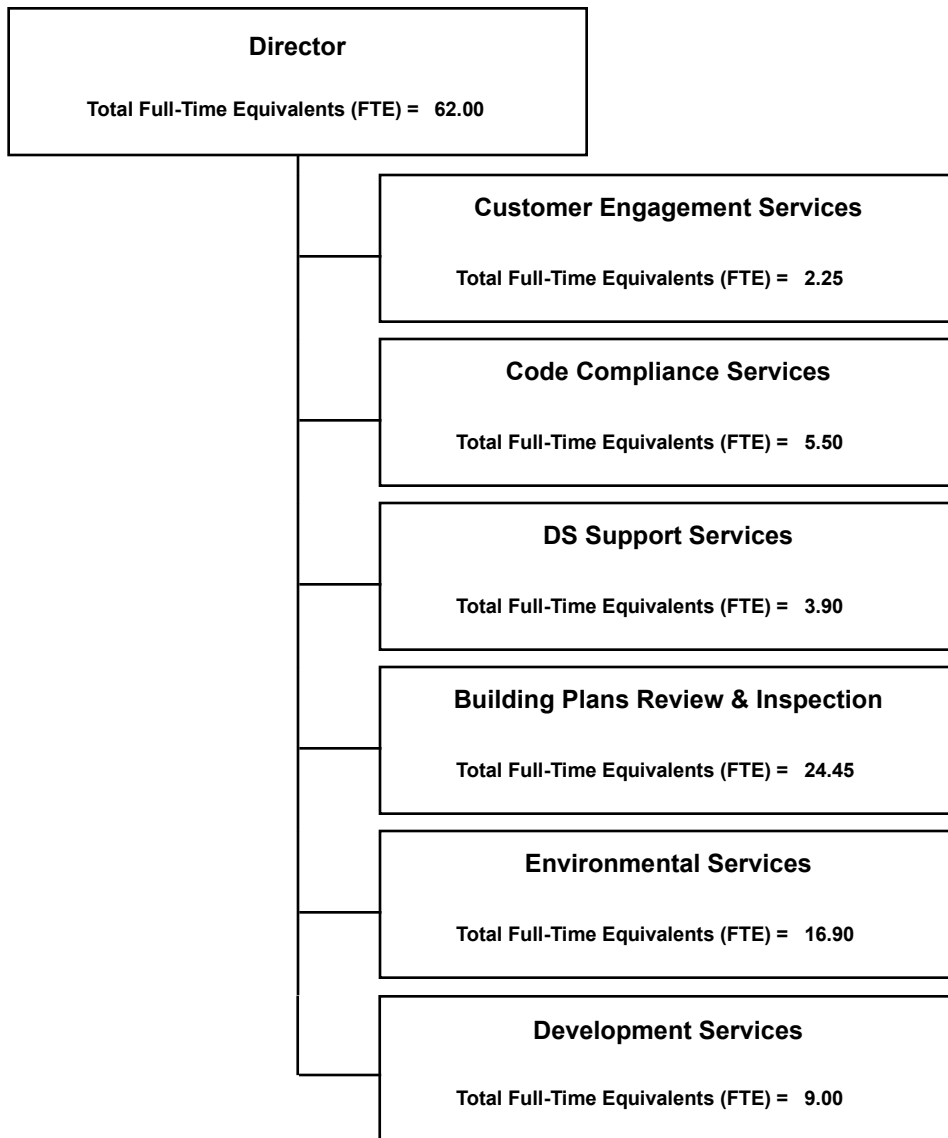 Director
Total Full-Time Equivalents (FTE) = 62.00
Customer Engagement Services
Total Full-Time Equivalents (FTE) = 2.25
Code Compliance Services
Total Full-Time Equivalents (FTE) = 5.50
DS Support Services
Total Full-Time Equivalents (FTE) = 3.90
Building Plans Review & Inspection
Total Full-Time Equivalents (FTE) = 24.45
Environmental Services
Total Full-Time Equivalents (FTE) = 16.90
Development Services
Total Full-Time Equivalents (FTE) = 9.00